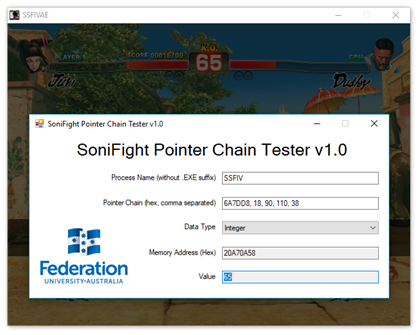 SSFIVAE
PLAYER 1
SCORE
K.O.
CPU
65
Juri
Dudley
SoniFight Pointer Chain Tester v1.0
SoniFight Pointer Chain Tester v1.0
Process Name (without .EXE suffix)
SSFIV
Pointer Chain (hex, comma separated)
6A7DD8, 18, 90, 110, 38
Data Type
Integer
Memory Address (Hex)
20A70A58
Value
65
Federation
UNIVERSITY·AUSTRALIA